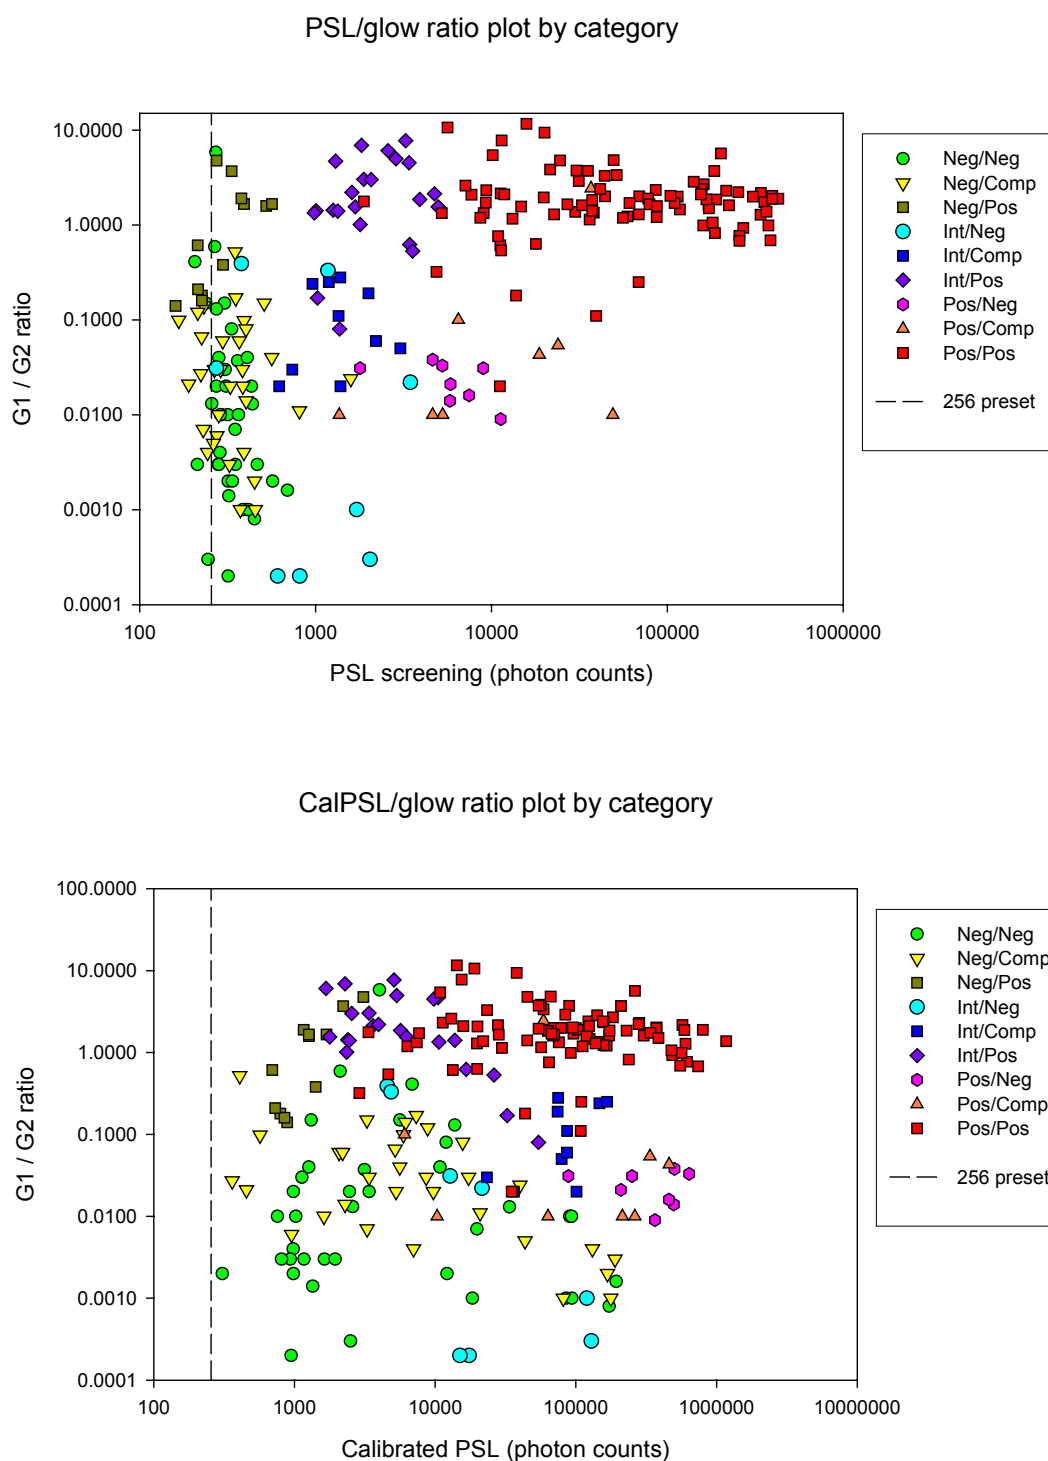 PSL/glow ratio plot by category
10.0000
1.0000
0.1000
0.0100
0.0010
0.0001
G1 / G2 ratio
100
1000
10000
100000
1000000
PSL screening (photon counts)
Neg/Neg
Neg/Comp
Neg/Pos
Int/Neg
Int/Comp
Int/Pos
Pos/Neg
Pos/Comp
Pos/Pos
256 preset
CalPSL/glow ratio plot by category
100.0000
10.0000
1.0000
0.1000
0.0100
0.0010
0.0001
G1 / G2 ratio
100
1000
10000
100000
1000000
10000000
Calibrated PSL (photon counts)
Neg/Neg
Neg/Comp
Neg/Pos
Int/Neg
Int/Comp
Int/Pos
Pos/Neg
Pos/Comp
Pos/Pos
256 preset